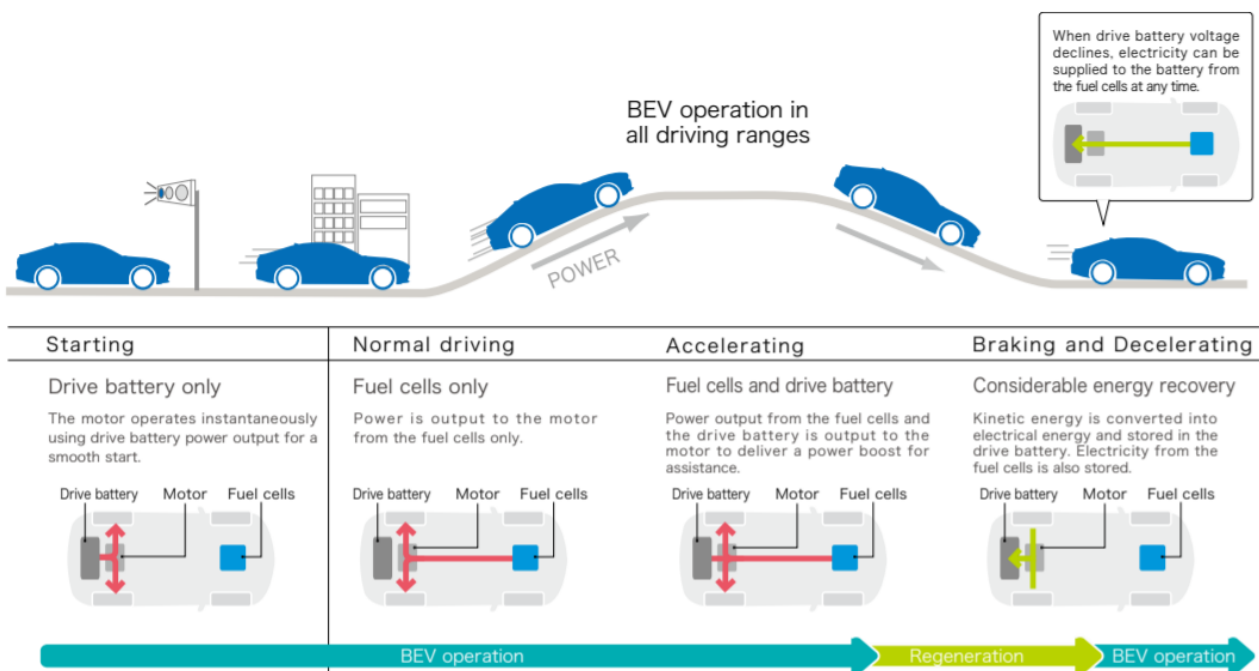 When drive battery voltage
declines, electricity can be
supplied to the battery from
the fuel cells at any time.
BEV operation in
all driving ranges
POWER
Starting
Normal driving
Accelerating
Braking and Decelerating
Drive battery only
The motor operates instantaneously
using drive battery power output for a
smooth start.
Fuel cells only
Power is output to the motor
from the fuel cells only.
Fuel cells and drive battery
Power output from the fuel cells and
the drive battery is output to the
motor to deliver a power boost for
assistance.
Considerable energy recovery
Kinetic energy is converted into
electrical energy and stored in the
drive battery. Electricity from the
fuel cells is also stored.
Drive battery Motor Fuel cells
Drive battery Motor Fuel cells
Drive battery Motor Fuel cells
Drive battery Motor Fuel cells
BEV operation
Regeneration
BEV operation